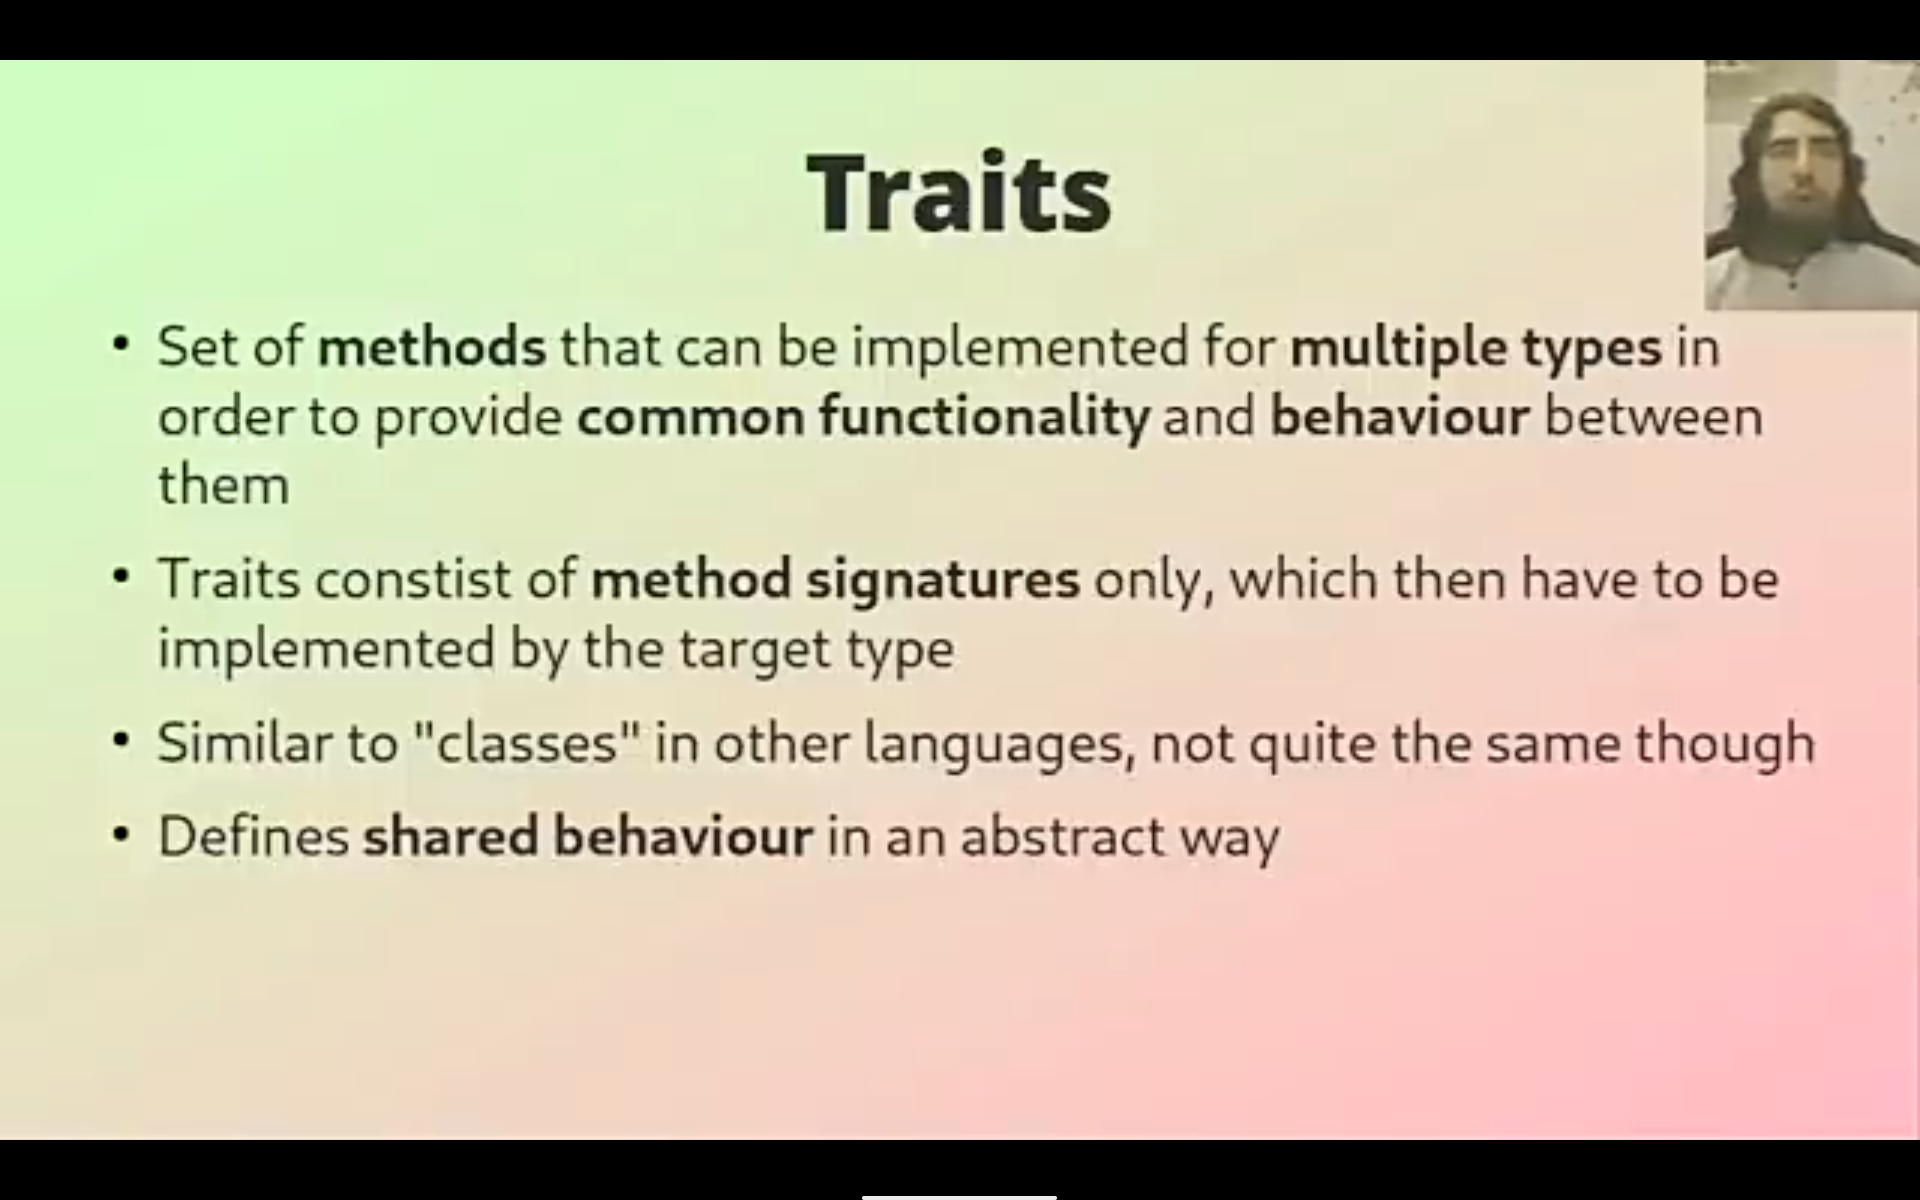 Traits
• Set of methods that can be implemented for multiple types in
order to provide common functionality and behaviour between
them
• Traits constist of method signatures only, which then have to be
implemented by the target type
• Similar to "classes" in other languages, not quite the same though
• Defines shared behaviour in an abstract way